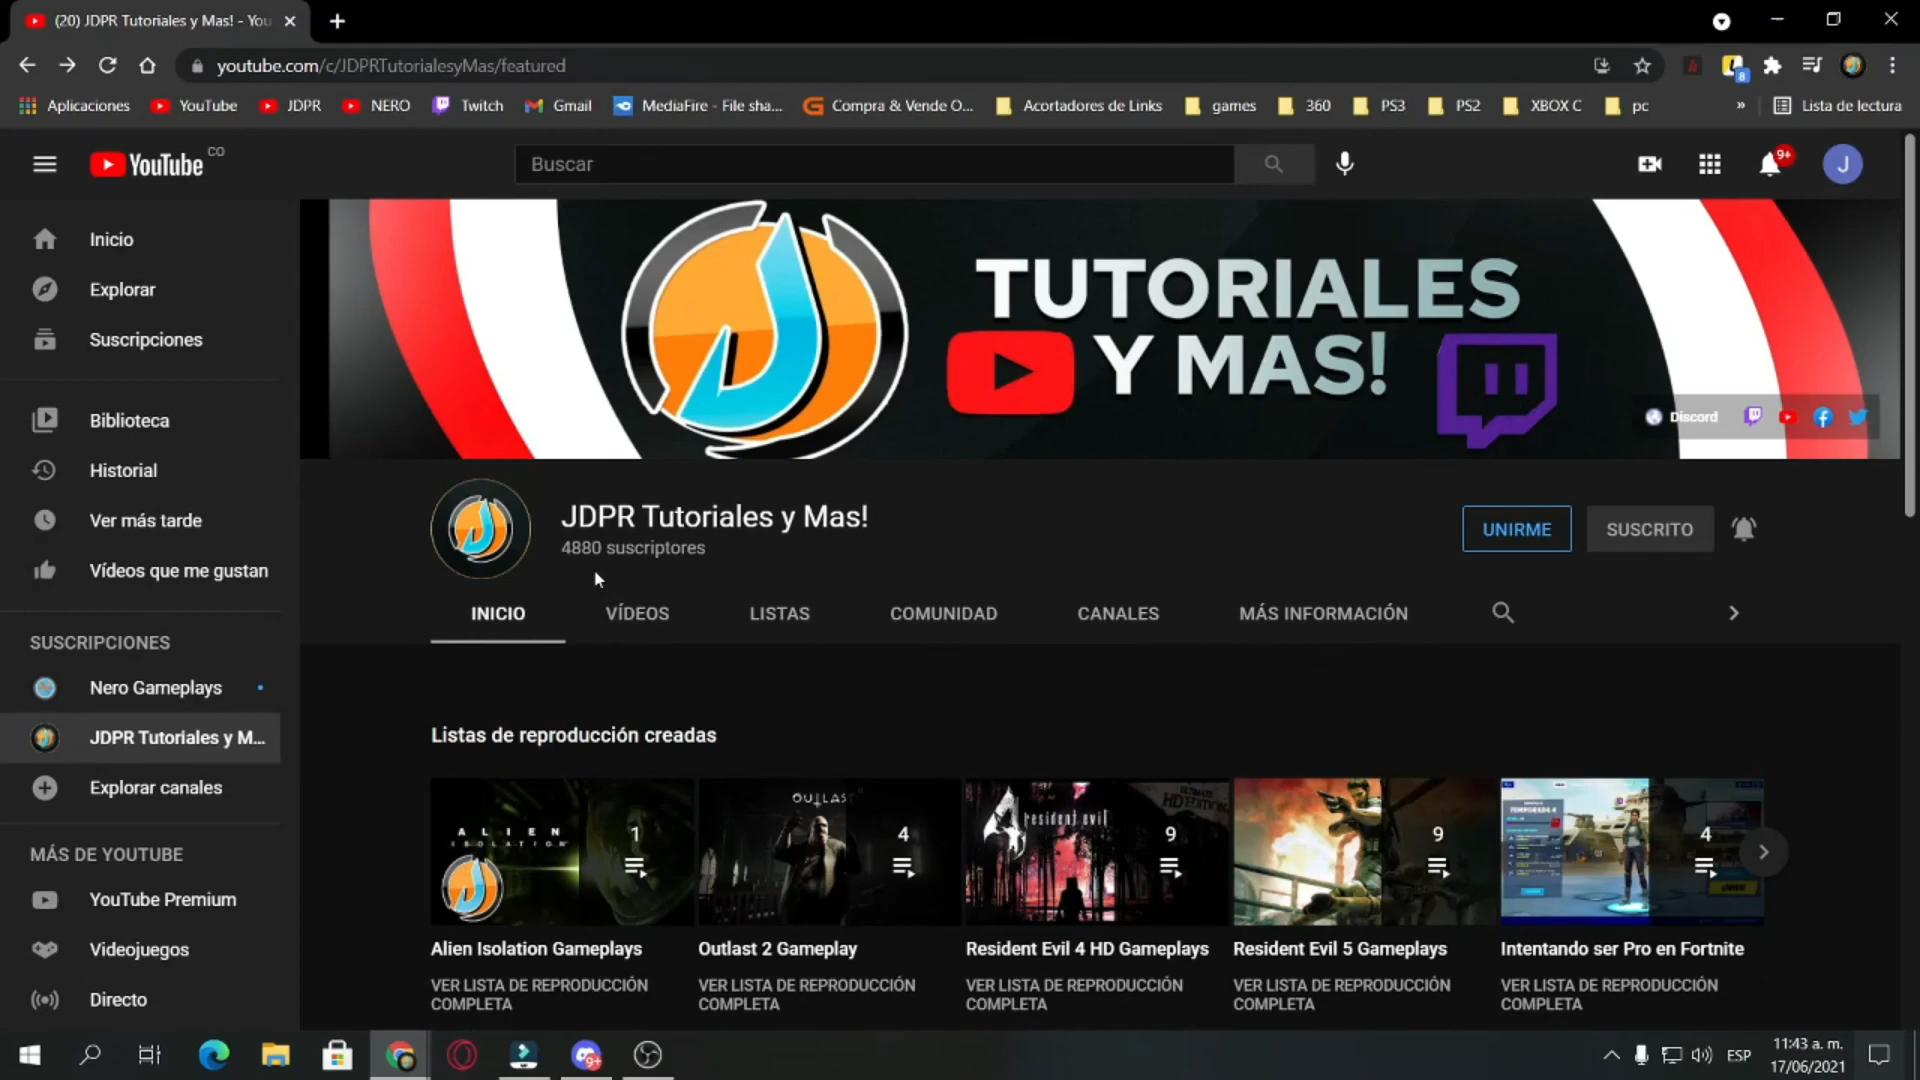 (20) JDPR Tutoriales y Mas! - You
youtube.com/c/JDPRTutorialesyMas/featured
8
Aplicaciones
YouTube
JDPR
NERO
Twitch
Gmail
MediaFire - File sha...
Compra & Vende O...
Acortadores de Links
games
360
PS3
PS2
XBOX C
pc
»
Lista de lectura
YouTube CO
Buscar
9+
J
Inicio
Explorar
Suscripciones
Biblioteca
Historial
Ver más tarde
Vídeos que me gustan
SUSCRIPCIONES
Nero Gameplays
JDPR Tutoriales y M...
Explorar canales
MÁS DE YOUTUBE
YouTube Premium
Videojuegos
Directo
TUTORIALES
Y MAS!
Discord
JDPR Tutoriales y Mas!
4880 suscriptores
UNIRME
SUSCRITO
INICIO
VÍDEOS
LISTAS
COMUNIDAD
CANALES
MÁS INFORMACIÓN
Listas de reproducción creadas
ALIEN
ISOLATION
1
OUTLAST
4
4 resident evil
ULTIMATE
HD EDITION
9
9
4
Alien Isolation Gameplays
VER LISTA DE REPRODUCCIÓN
COMPLETA
Outlast 2 Gameplay
VER LISTA DE REPRODUCCIÓN
COMPLETA
Resident Evil 4 HD Gameplays
VER LISTA DE REPRODUCCIÓN
COMPLETA
Resident Evil 5 Gameplays
VER LISTA DE REPRODUCCIÓN
COMPLETA
Intentando ser Pro en Fortnite
VER LISTA DE REPRODUCCIÓN
COMPLETA
9+
ESP
11:43 a. m.
17/06/2021